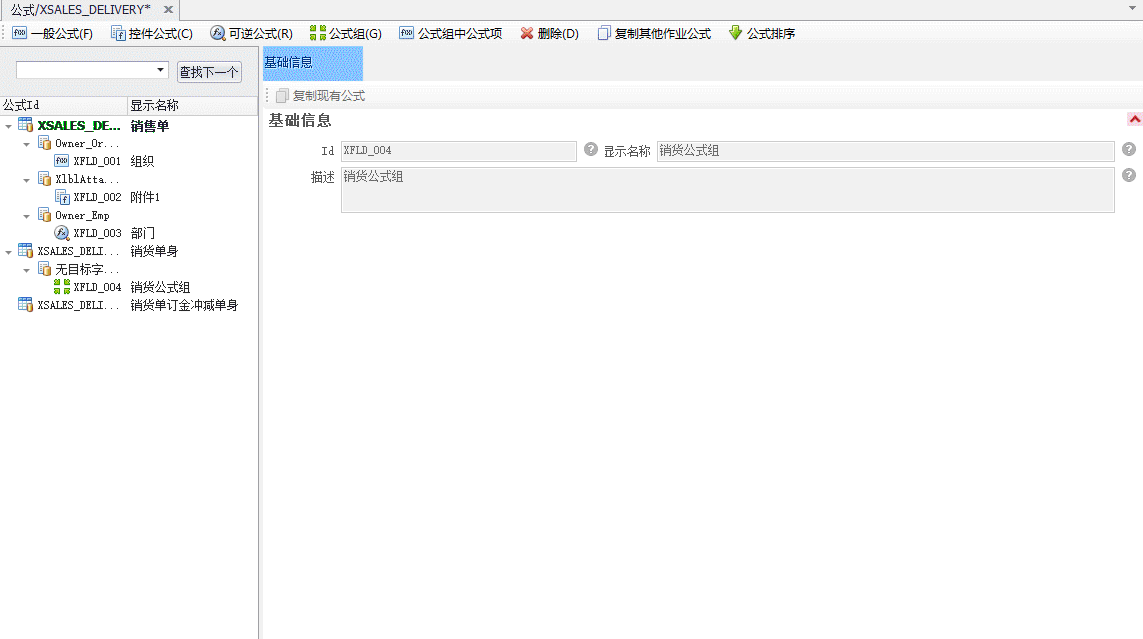 公式/XSALES_DELIVERY*
一般公式(F) 控件公式(C) 可逆公式(R) 公式组(G) 公式组中公式项 删除(D) 复制其他作业公式 公式排序
查找下一个
公式Id 显示名称
XSALES_DE... 销售单
Owner_Or...
XFLD_001 组织
XlblAtta...
XFLD_002 附件1
Owner_Emp
XFLD_003 部门
XSALES_DELI... 销货单身
无目标字...
XFLD_004 销货公式组
XSALES_DELI... 销货单订金冲减单身
基础信息
复制现有公式
基础信息
Id XFLD_004 显示名称 销货公式组
描述 销货公式组